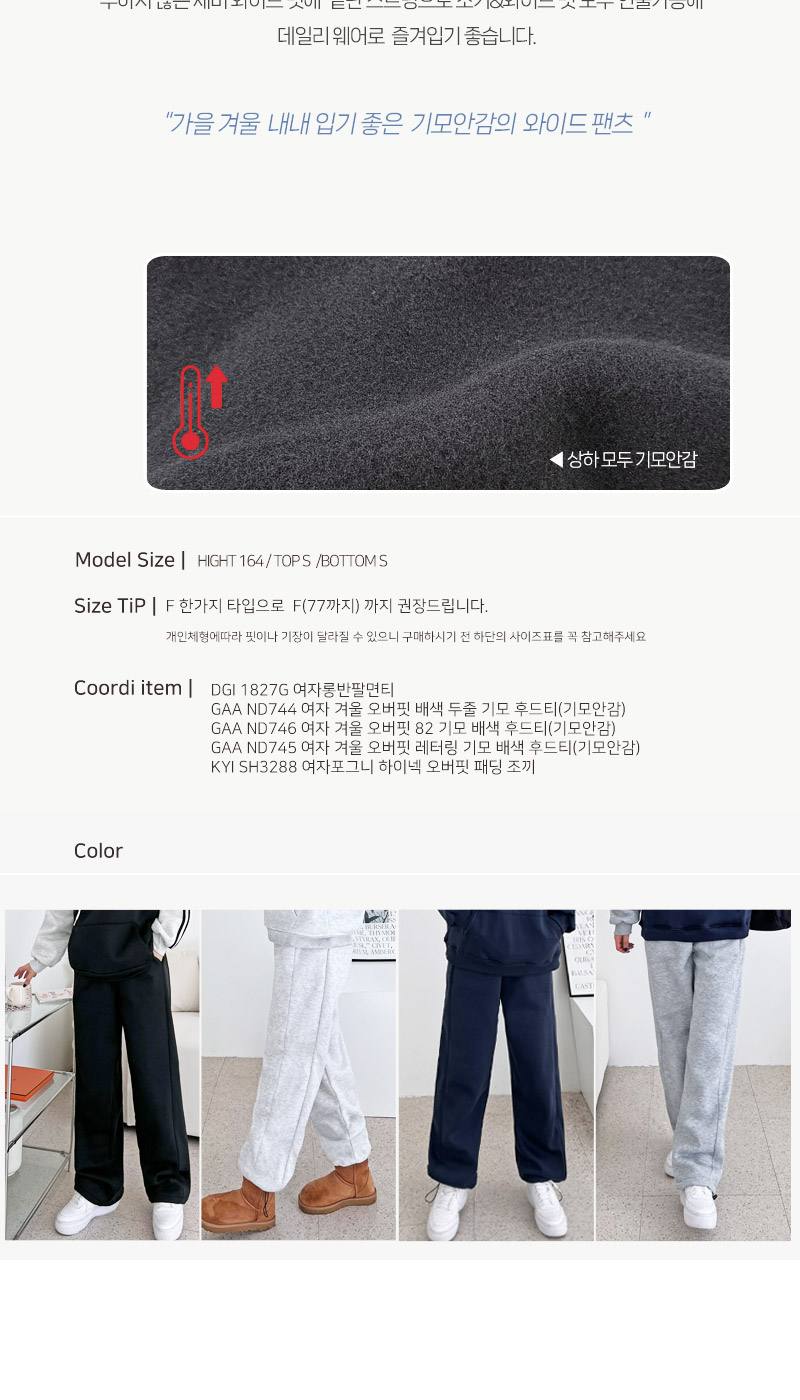 데일리 웨어로 즐겨입기 좋습니다.
"가을 겨울 내내 입기 좋은 기모안감의 와이드 팬츠 "
◀ 상하 모두 기모안감
Model Size | HIGHT 164 / TOP S /BOTTOM S
Size TiP | F 한가지 타입으로 F(77까지) 까지 권장드립니다.
개인체형에따라 핏이나 기장이 달라질 수 있으니 구매하시기 전 하단의 사이즈표를 꼭 참고해주세요
Coordi item | DGI 1827G 여자롱반팔면티
GAA ND744 여자 겨울 오버핏 배색 두줄 기모 후드티(기모안감)
GAA ND746 여자 겨울 오버핏 82 기모 배색 후드티(기모안감)
GAA ND745 여자 겨울 오버핏 레터링 기모 배색 후드티(기모안감)
KYI SH3288 여자포그니 하이넥 오버핏 패딩 조끼
Color